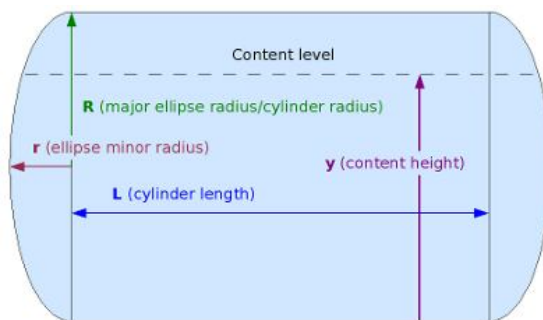 Content level
R (major ellipse radius/cylinder radius)
r (ellipse minor radius)
y (content height)
L (cylinder length)